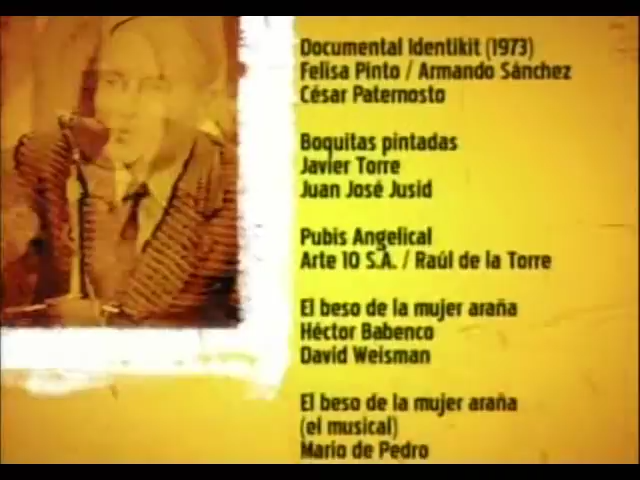 Documental Identikit (1973)
Felisa Pinto / Armando Sánchez
César Paternosto
Boquitas pintadas
Javier Torre
Juan José Jusid
Pubis Angelical
Arte 10 S.A. / Raúl de la Torre
El beso de la mujer araña
Héctor Babenco
David Weisman
El beso de la mujer araña
(el musical)
Mario de Pedro